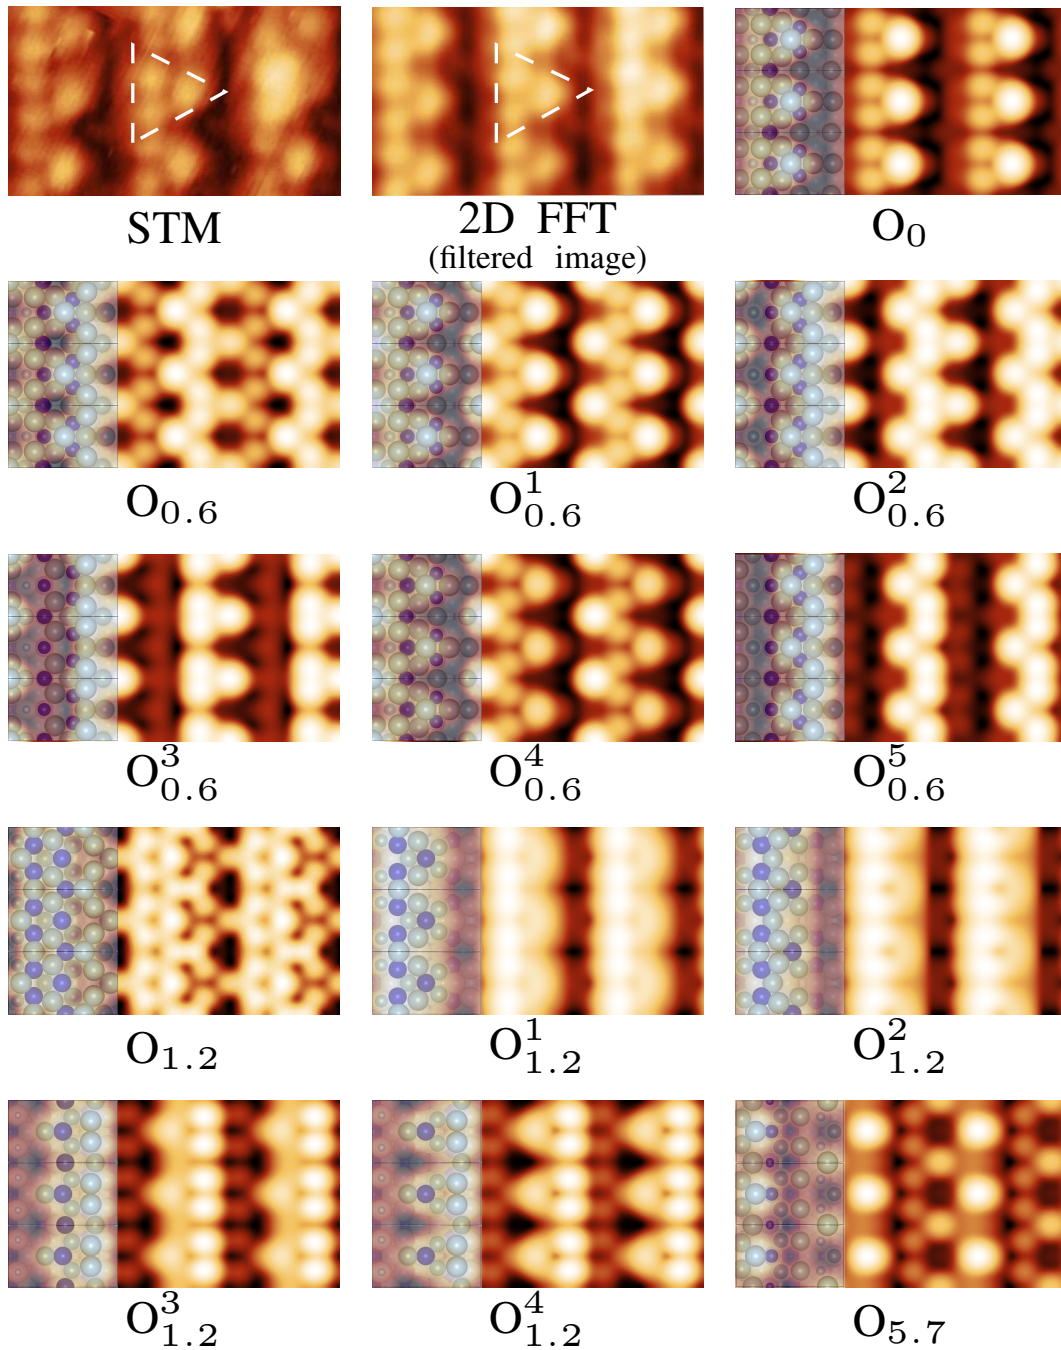 STM
2D FFT
(filtered image)
O₀
O₀.₆
O¹₀.₆
O²₀.₆
O³₀.₆
O⁴₀.₆
O⁵₀.₆
O₁.₂
O¹₁.₂
O²₁.₂
O³₁.₂
O⁴₁.₂
O₅.₇